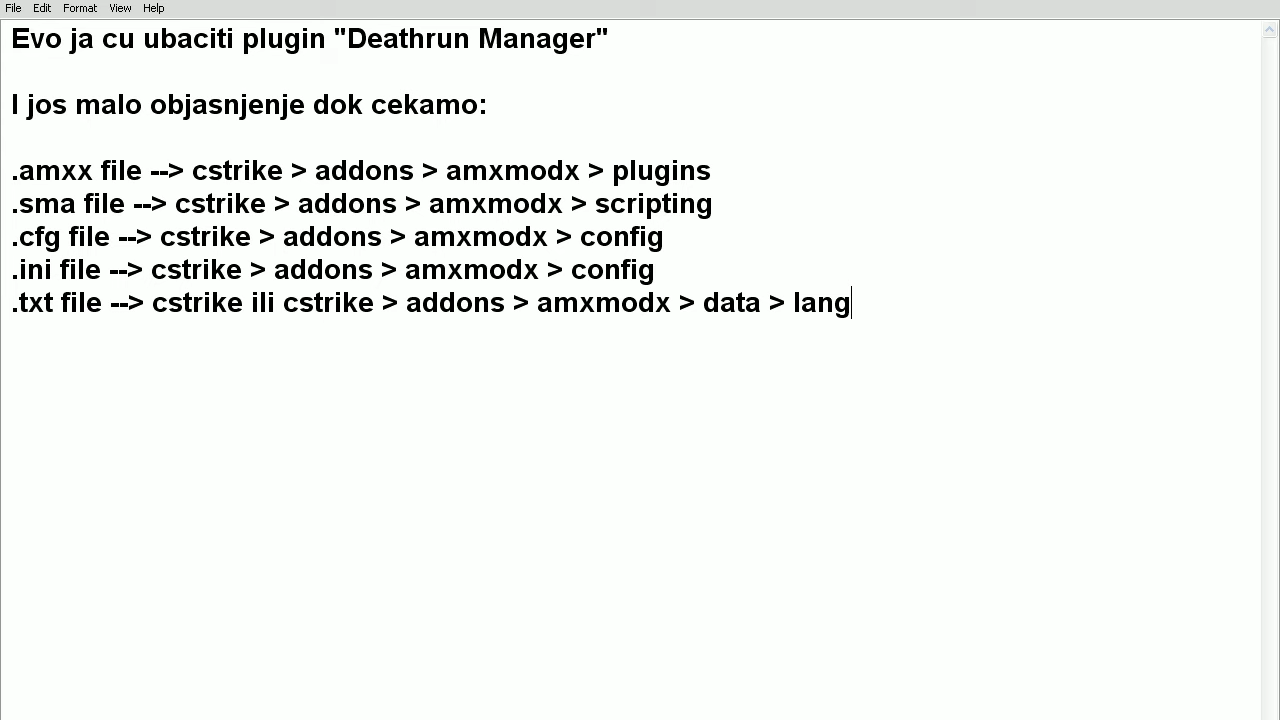 File Edit Format View Help
Evo ja cu ubaciti plugin "Deathrun Manager"
I jos malo objasnjenje dok cekamo:
.amxx file --> cstrike > addons > amxmodx > plugins
.sma file --> cstrike > addons > amxmodx > scripting
.cfg file --> cstrike > addons > amxmodx > config
.ini file --> cstrike > addons > amxmodx > config
.txt file --> cstrike ili cstrike > addons > amxmodx > data > lang